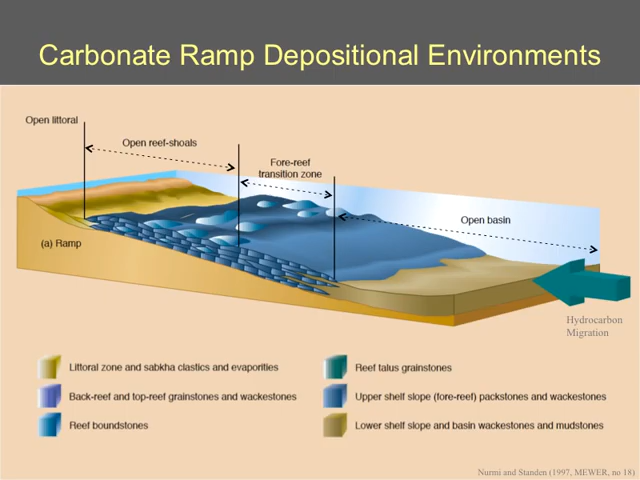 Carbonate Ramp Depositional Environments
Open littoral
Open reef-shoals
Fore-reef
transition zone
Open basin
(a) Ramp
Hydrocarbon
Migration
Littoral zone and sabkha clastics and evaporities
Back-reef and top-reef grainstones and wackestones
Reef boundstones
Reef talus grainstones
Upper shelf slope (fore-reef) packstones and wackestones
Lower shelf slope and basin wackestones and mudstones
Nurmi and Standen (1997, MEWER, no 18)